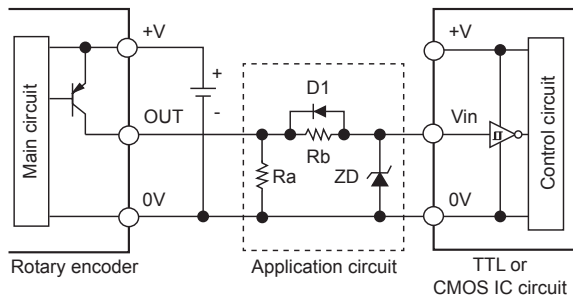 +V
+V
Main circuit
+
-
OUT
D1
Rb
Ra
ZD
Vin
Control circuit
0V
0V
Rotary encoder
Application circuit
TTL or
CMOS IC circuit